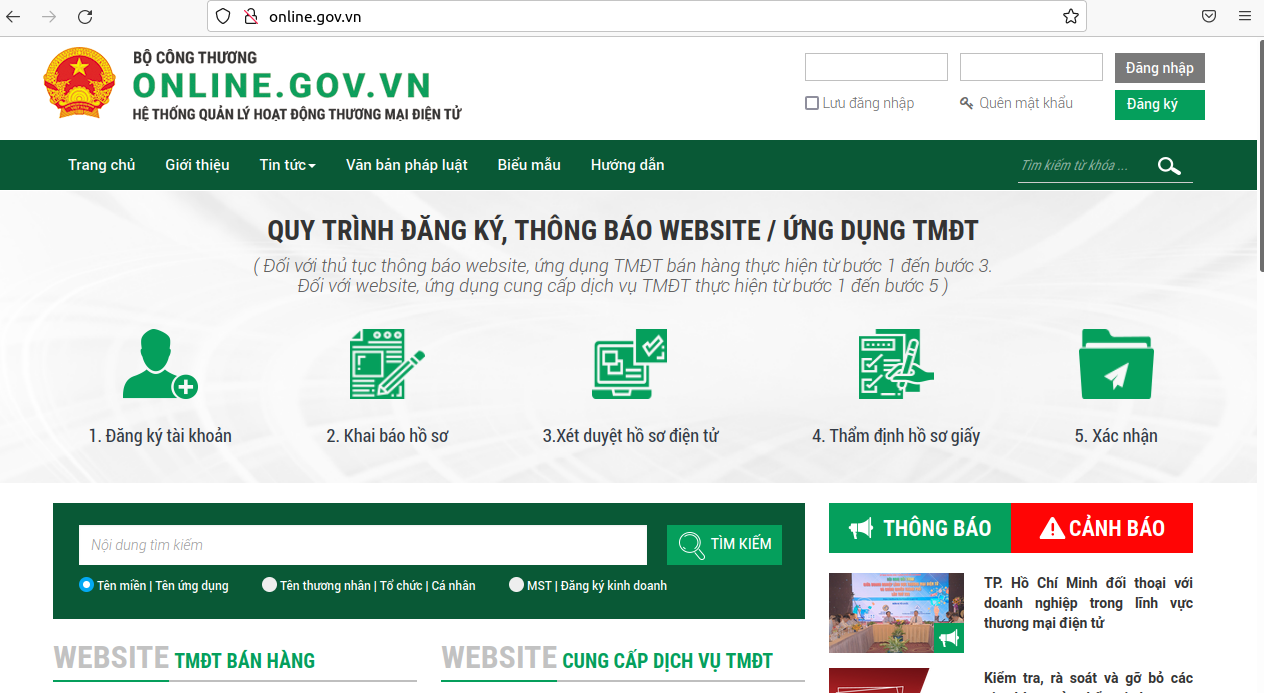 online.gov.vn
BỘ CÔNG THƯƠNG
ONLINE.GOV.VN
HỆ THỐNG QUẢN LÝ HOẠT ĐỘNG THƯƠNG MẠI ĐIỆN TỬ
Đăng nhập
Lưu đăng nhập
Quên mật khẩu
Đăng ký
Trang chủ
Giới thiệu
Tin tức
Văn bản pháp luật
Biểu mẫu
Hướng dẫn
Tìm kiếm từ khóa ...
QUY TRÌNH ĐĂNG KÝ, THÔNG BÁO WEBSITE / ỨNG DỤNG TMĐT
( Đối với thủ tục thông báo website, ứng dụng TMĐT bán hàng thực hiện từ bước 1 đến bước 3.
Đối với website, ứng dụng cung cấp dịch vụ TMĐT thực hiện từ bước 1 đến bước 5 )
1. Đăng ký tài khoản
2. Khai báo hồ sơ
3.Xét duyệt hồ sơ điện tử
4. Thẩm định hồ sơ giấy
5. Xác nhận
Nội dung tìm kiếm
TÌM KIẾM
Tên miền | Tên ứng dụng
Tên thương nhân | Tổ chức | Cá nhân
MST | Đăng ký kinh doanh
THÔNG BÁO
CẢNH BÁO
TP. Hồ Chí Minh đối thoại với
doanh nghiệp trong lĩnh vực
thương mại điện tử
Kiểm tra, rà soát và gỡ bỏ các
WEBSITE TMĐT BÁN HÀNG
WEBSITE CUNG CẤP DỊCH VỤ TMĐT